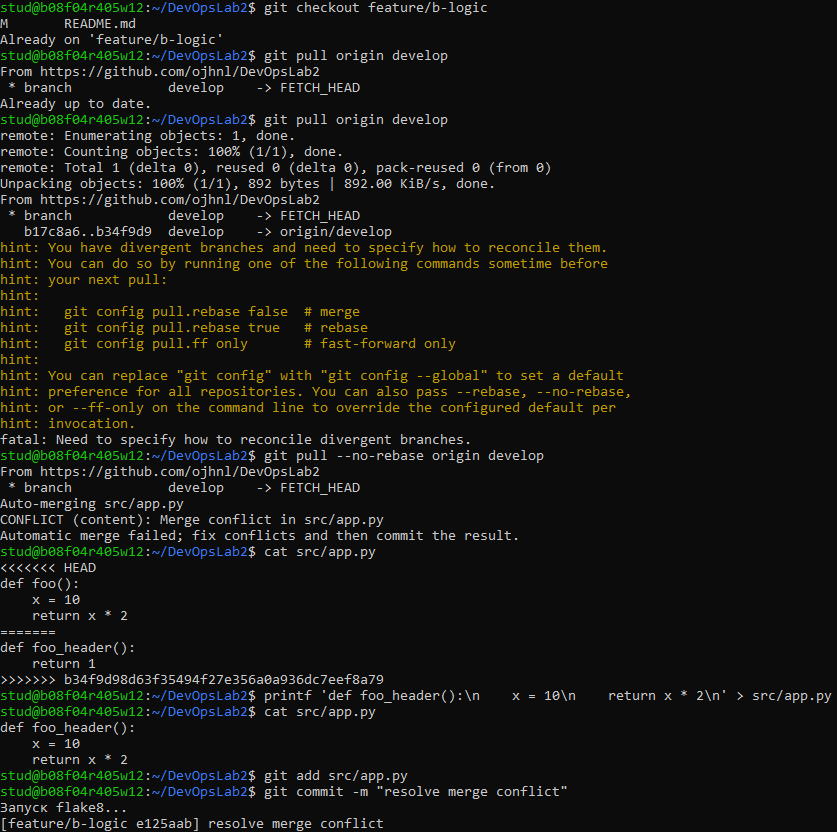 stud@b08f04r405w12:~/DevOpsLab2$ git checkout feature/b-logic
M       README.md
Already on 'feature/b-logic'
stud@b08f04r405w12:~/DevOpsLab2$ git pull origin develop
From https://github.com/ojhnl/DevOpsLab2
 * branch            develop    -> FETCH_HEAD
Already up to date.
stud@b08f04r405w12:~/DevOpsLab2$ git pull origin develop
remote: Enumerating objects: 1, done.
remote: Counting objects: 100% (1/1), done.
remote: Total 1 (delta 0), reused 0 (delta 0), pack-reused 0 (from 0)
Unpacking objects: 100% (1/1), 892 bytes | 892.00 KiB/s, done.
From https://github.com/ojhnl/DevOpsLab2
 * branch            develop    -> FETCH_HEAD
   b17c8a6..b34f9d9  develop    -> origin/develop
hint: You have divergent branches and need to specify how to reconcile them.
hint: You can do so by running one of the following commands sometime before
hint: your next pull:
hint:
hint:   git config pull.rebase false  # merge
hint:   git config pull.rebase true   # rebase
hint:   git config pull.ff only       # fast-forward only
hint:
hint: You can replace "git config" with "git config --global" to set a default
hint: preference for all repositories. You can also pass --rebase, --no-rebase,
hint: or --ff-only on the command line to override the configured default per
hint: invocation.
fatal: Need to specify how to reconcile divergent branches.
stud@b08f04r405w12:~/DevOpsLab2$ git pull --no-rebase origin develop
From https://github.com/ojhnl/DevOpsLab2
 * branch            develop    -> FETCH_HEAD
Auto-merging src/app.py
CONFLICT (content): Merge conflict in src/app.py
Automatic merge failed; fix conflicts and then commit the result.
stud@b08f04r405w12:~/DevOpsLab2$ cat src/app.py
<<<<<<< HEAD
def foo():
    x = 10
    return x * 2
=======
def foo_header():
    return 1
>>>>>>> b34f9d98d63f35494f27e356a0a936dc7eef8a79
stud@b08f04r405w12:~/DevOpsLab2$ printf 'def foo_header():\n    x = 10\n    return x * 2\n' > src/app.py
stud@b08f04r405w12:~/DevOpsLab2$ cat src/app.py
def foo_header():
    x = 10
    return x * 2
stud@b08f04r405w12:~/DevOpsLab2$ git add src/app.py
stud@b08f04r405w12:~/DevOpsLab2$ git commit -m "resolve merge conflict"
Запуск flake8...
[feature/b-logic e125aab] resolve merge conflict